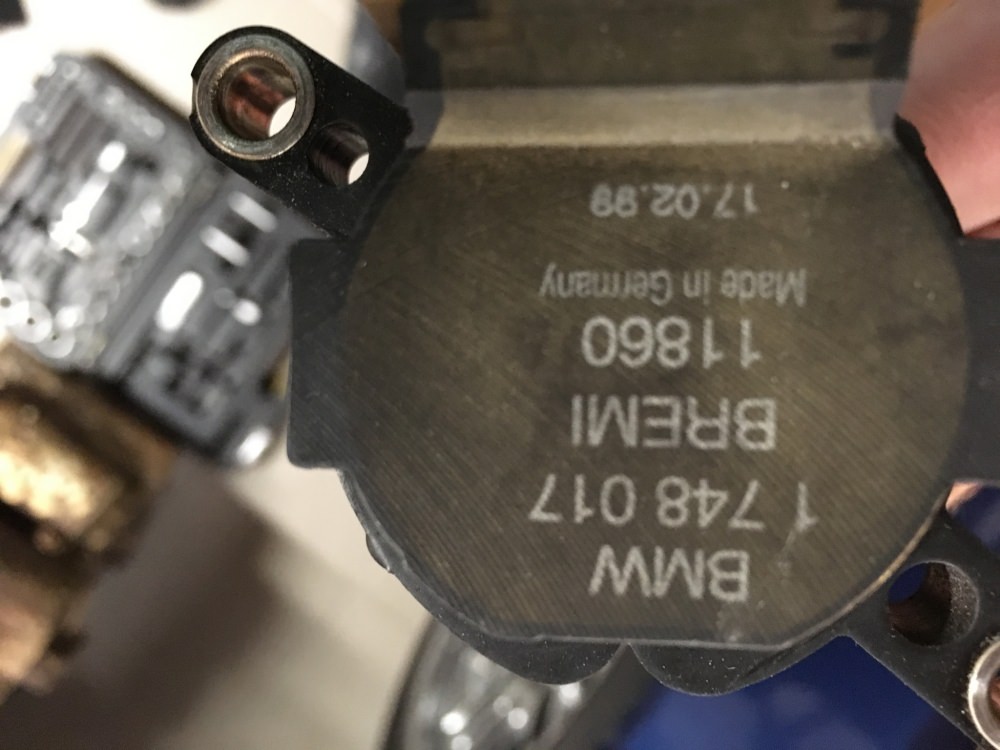 BMW
1 748 017
BREMI
11860
Made in Germany
17.02.99